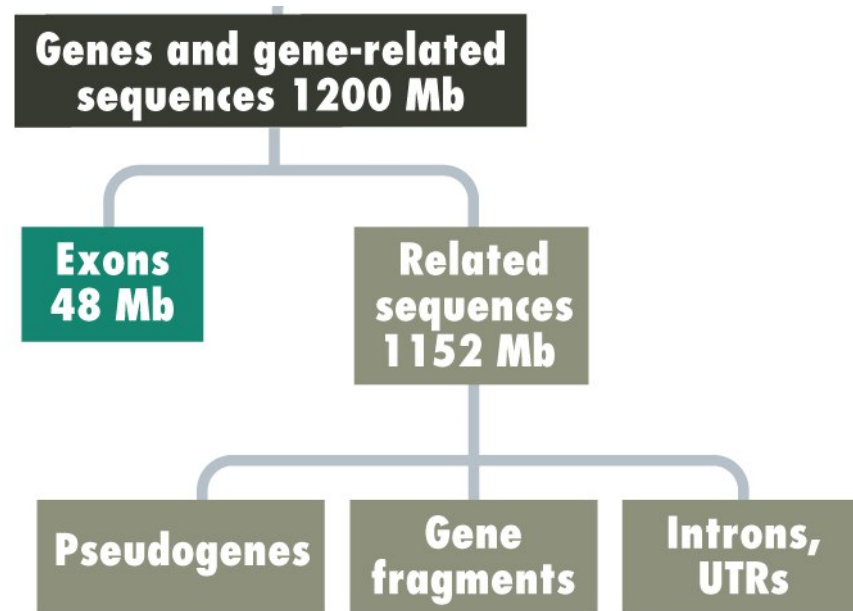 Genes and gene-related
sequences 1200 Mb
Exons
48 Mb
Related
sequences
1152 Mb
Pseudogenes
Gene
fragments
Introns,
UTRs